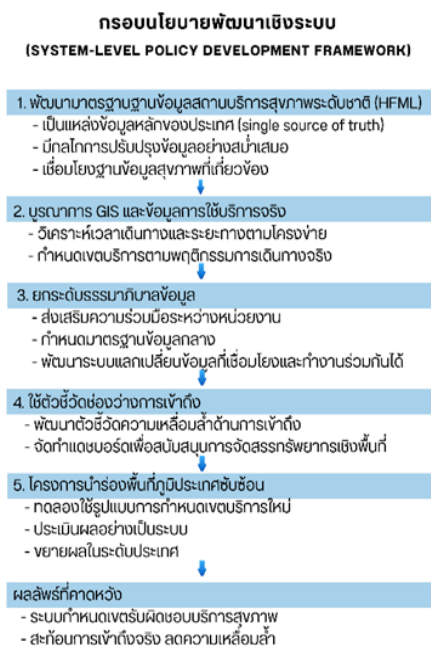 กรอบนโยบายพัฒนาเชิงระบบ
(SYSTEM-LEVEL POLICY DEVELOPMENT FRAMEWORK)
1. พัฒนามาตรฐานฐานข้อมูลสถานบริการสุขภาพระดับชาติ (HFML)
- เป็นแหล่งข้อมูลหลักของประเทศ (single source of truth)
- มีกลไกการปรับปรุงข้อมูลอย่างสม่ำเสมอ
- เชื่อมโยงฐานข้อมูลสุขภาพที่เกี่ยวข้อง
2. บูรณาการ GIS และข้อมูลการใช้บริการจริง
- วิเคราะห์เวลาเดินทางและระยะทางตามโครงข่าย
- กำหนดเขตบริการตามพฤติกรรมการเดินทางจริง
3. ยกระดับธรรมาภิบาลข้อมูล
- ส่งเสริมความร่วมมือระหว่างหน่วยงาน
- กำหนดมาตรฐานข้อมูลกลาง
- พัฒนาระบบแลกเปลี่ยนข้อมูลที่เชื่อมโยงและทำงานร่วมกันได้
4. ใช้ตัวชี้วัดช่องว่างการเข้าถึง
- พัฒนาตัวชี้วัดความเหลื่อมล้ำด้านการเข้าถึง
- จัดทำแดชบอร์ดเพื่อสนับสนุนการจัดสรรทรัพยากรเชิงพื้นที่
5. โครงการนำร่องพื้นที่ภูมิประเทศซับซ้อน
- ทดลองใช้รูปแบบการกำหนดเขตบริการใหม่
- ประเมินผลอย่างเป็นระบบ
- ขยายผลในระดับประเทศ
ผลลัพธ์ที่คาดหวัง
- ระบบกำหนดเขตรับผิดชอบบริการสุขภาพ
- สะท้อนการเข้าถึงจริง ลดความเหลื่อมล้ำ